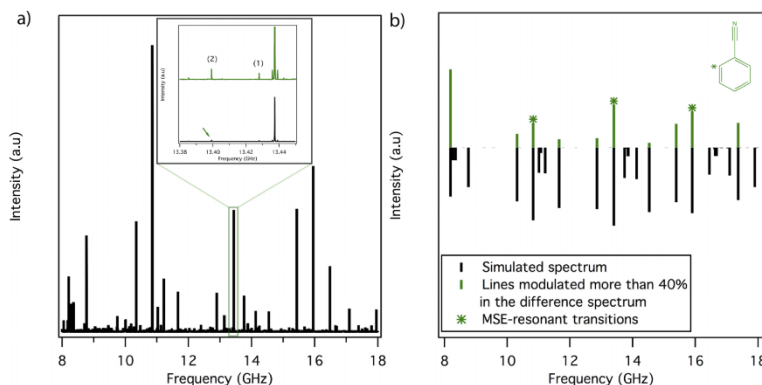 a)
Intensity (a.u)
Intensity (a.u)
(2)
(1)
13.38 13.40 13.42 13.44
Frequency (GHz)
8 10 12 14 16 18
Frequency (GHz)
b)
Intensity (a.u)
N
*
Simulated spectrum
Lines modulated more than 40%
in the difference spectrum
MSE-resonant transitions
8 10 12 14 16 18
Frequency (GHz)